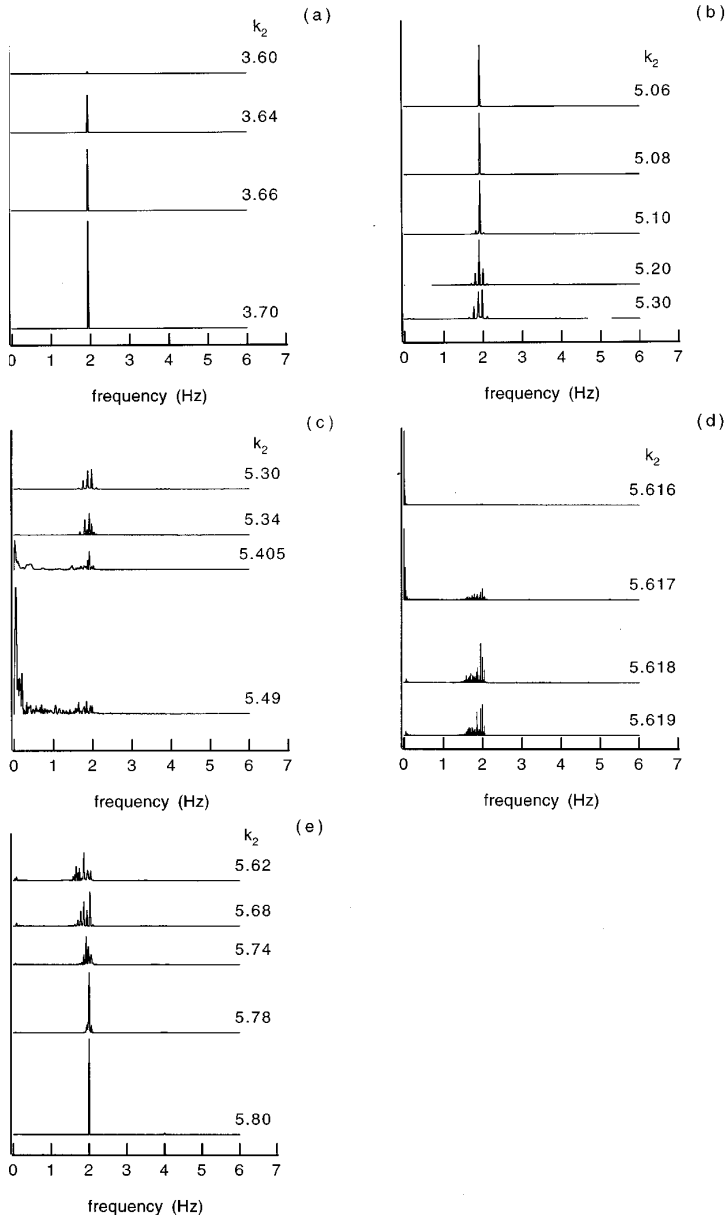 (a)
k2
3.60
3.64
3.66
3.70
0 1 2 3 4 5 6 7
frequency (Hz)
(b)
k2
5.06
5.08
5.10
5.20
5.30
0 1 2 3 4 5 6 7
frequency (Hz)
(c)
k2
5.30
5.34
5.405
5.49
0 1 2 3 4 5 6 7
frequency (Hz)
(d)
k2
5.616
5.617
5.618
5.619
0 1 2 3 4 5 6 7
frequency (Hz)
(e)
k2
5.62
5.68
5.74
5.78
5.80
0 1 2 3 4 5 6 7
frequency (Hz)